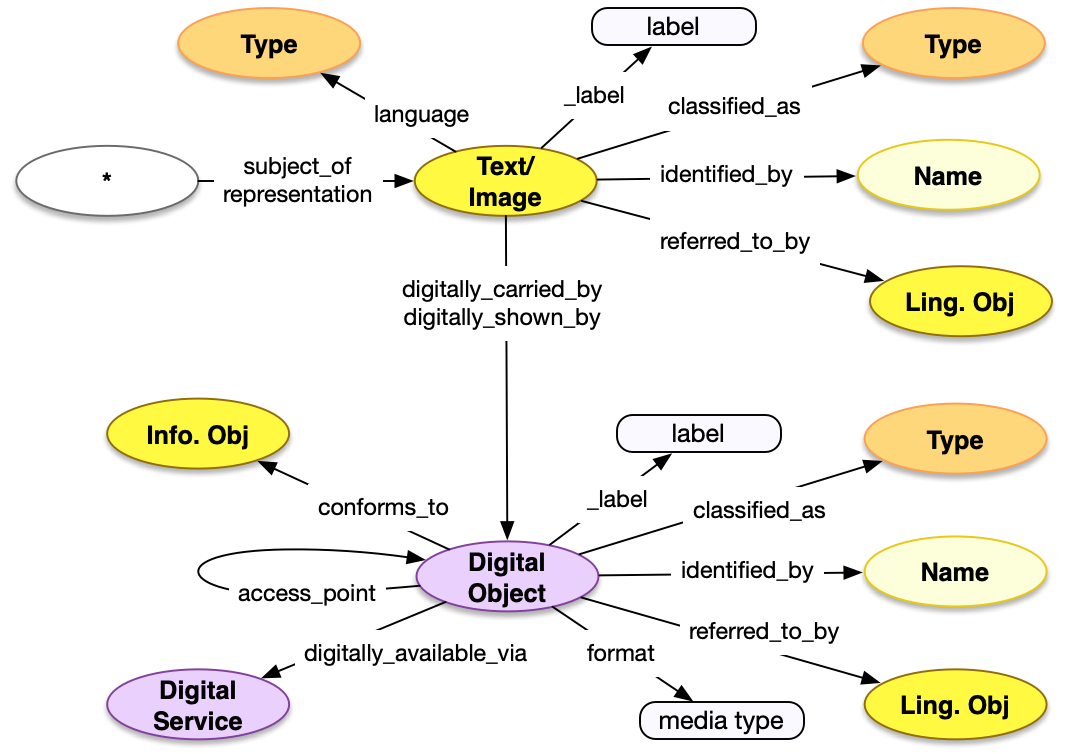 Type
label
Type
language
_label
classified_as
*
subject_of
representation
Text/
Image
identified_by
Name
referred_to_by
Ling. Obj
digitally_carried_by
digitally_shown_by
Info. Obj
label
Type
conforms_to
_label
classified_as
access_point
Digital
Object
identified_by
Name
digitally_available_via
format
referred_to_by
Digital
Service
media type
Ling. Obj